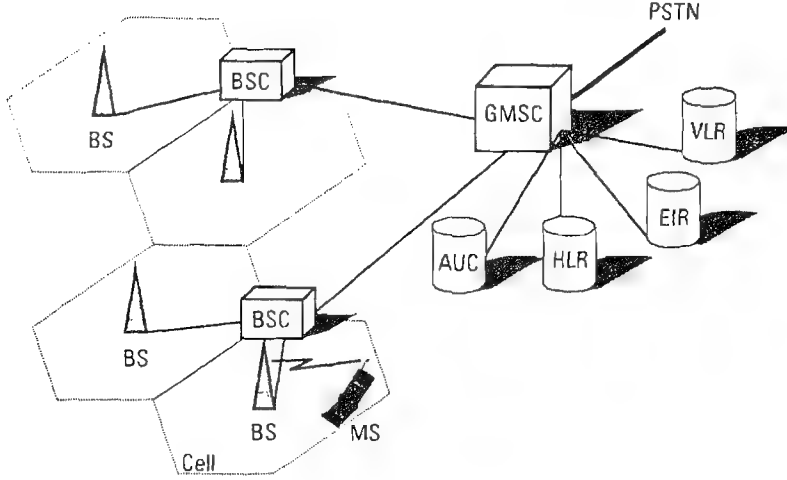 PSTN
BSC
GMSC
BS
VLR
EIR
AUC
HLR
BSC
BS
BS
MS
Cell